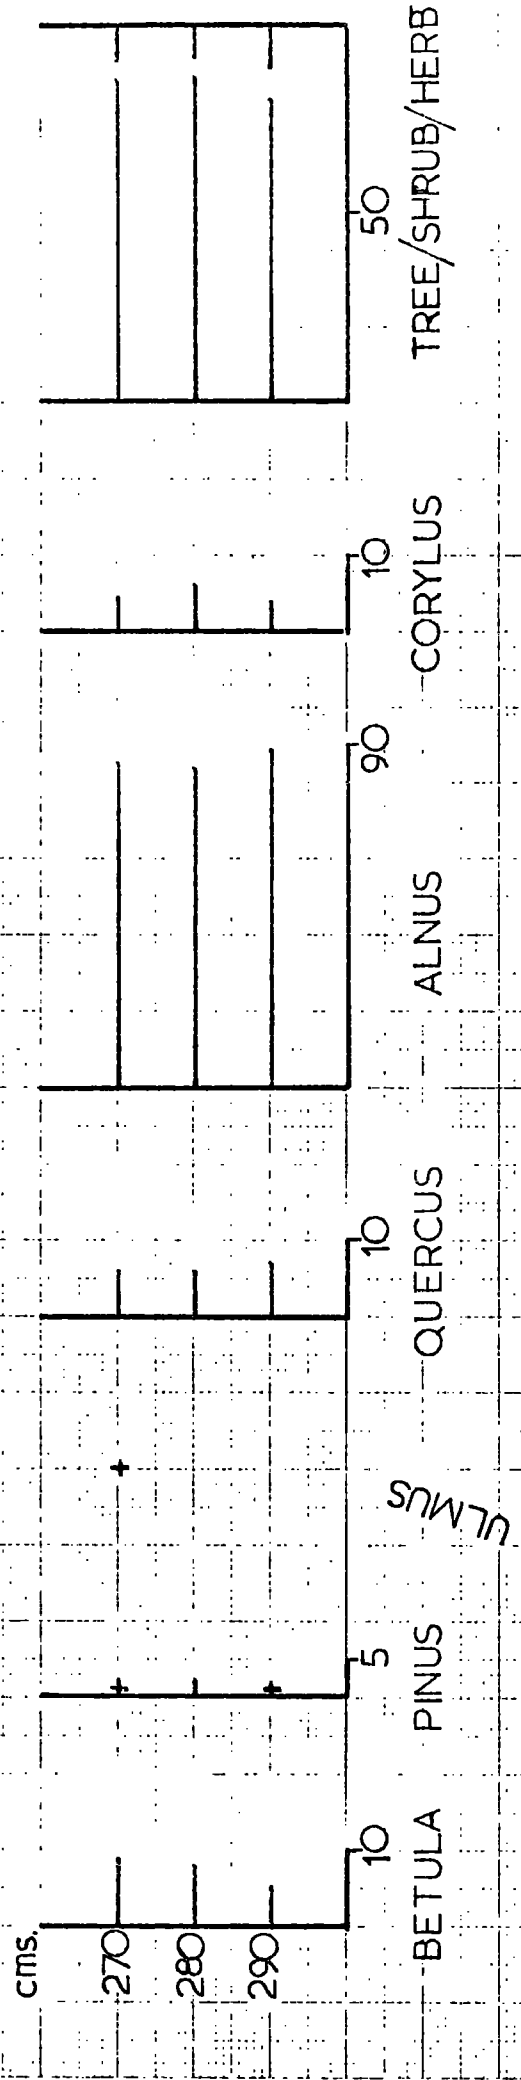 cms.
270
280
290
10 5 10 90 10 50
BETULA PINUS ULMUS QUERCUS ALNUS CORYLUS TREE/SHRUB/HERB